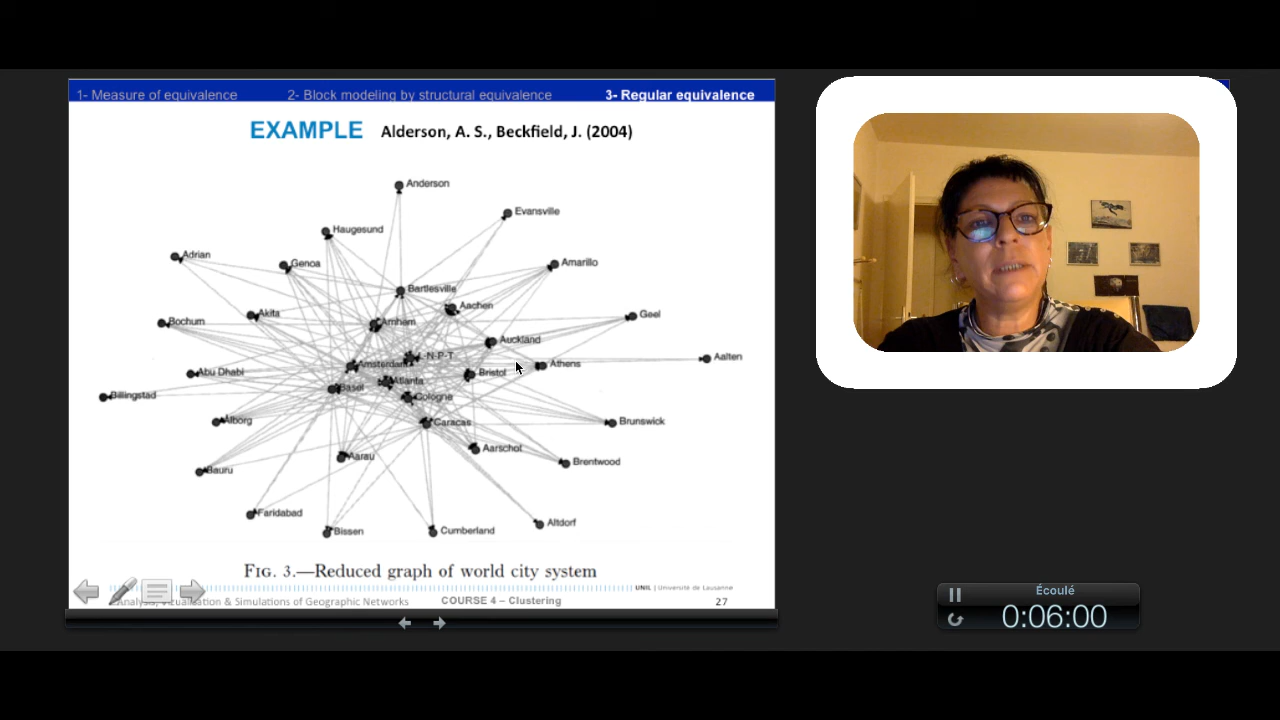 1- Measure of equivalence 2- Block modeling by structural equivalence 3- Regular equivalence
EXAMPLE Alderson, A. S., Beckfield, J. (2004)
Anderson
Evansville
Haugesund
Adrian
Genoa
Amarillo
Bartlesville
Aachen
Akita
Geel
Bochum
Arnhem
Auckland
L-N-P-T
Aalten
Amsterdam
Athens
Abu Dhabi
Bristol
Atlanta
Basel
Billingstad
Cologne
Ålborg
Caracas
Brunswick
Aarschot
Aarau
Brentwood
Bauru
Faridabad
Altdorf
Bissen
Cumberland
FIG. 3.—Reduced graph of world city system
UNIL | Université de Lausanne
Analysis, Visualisation & Simulations of Geographic Networks COURSE 4 – Clustering 27
Écoulé
0:06:00